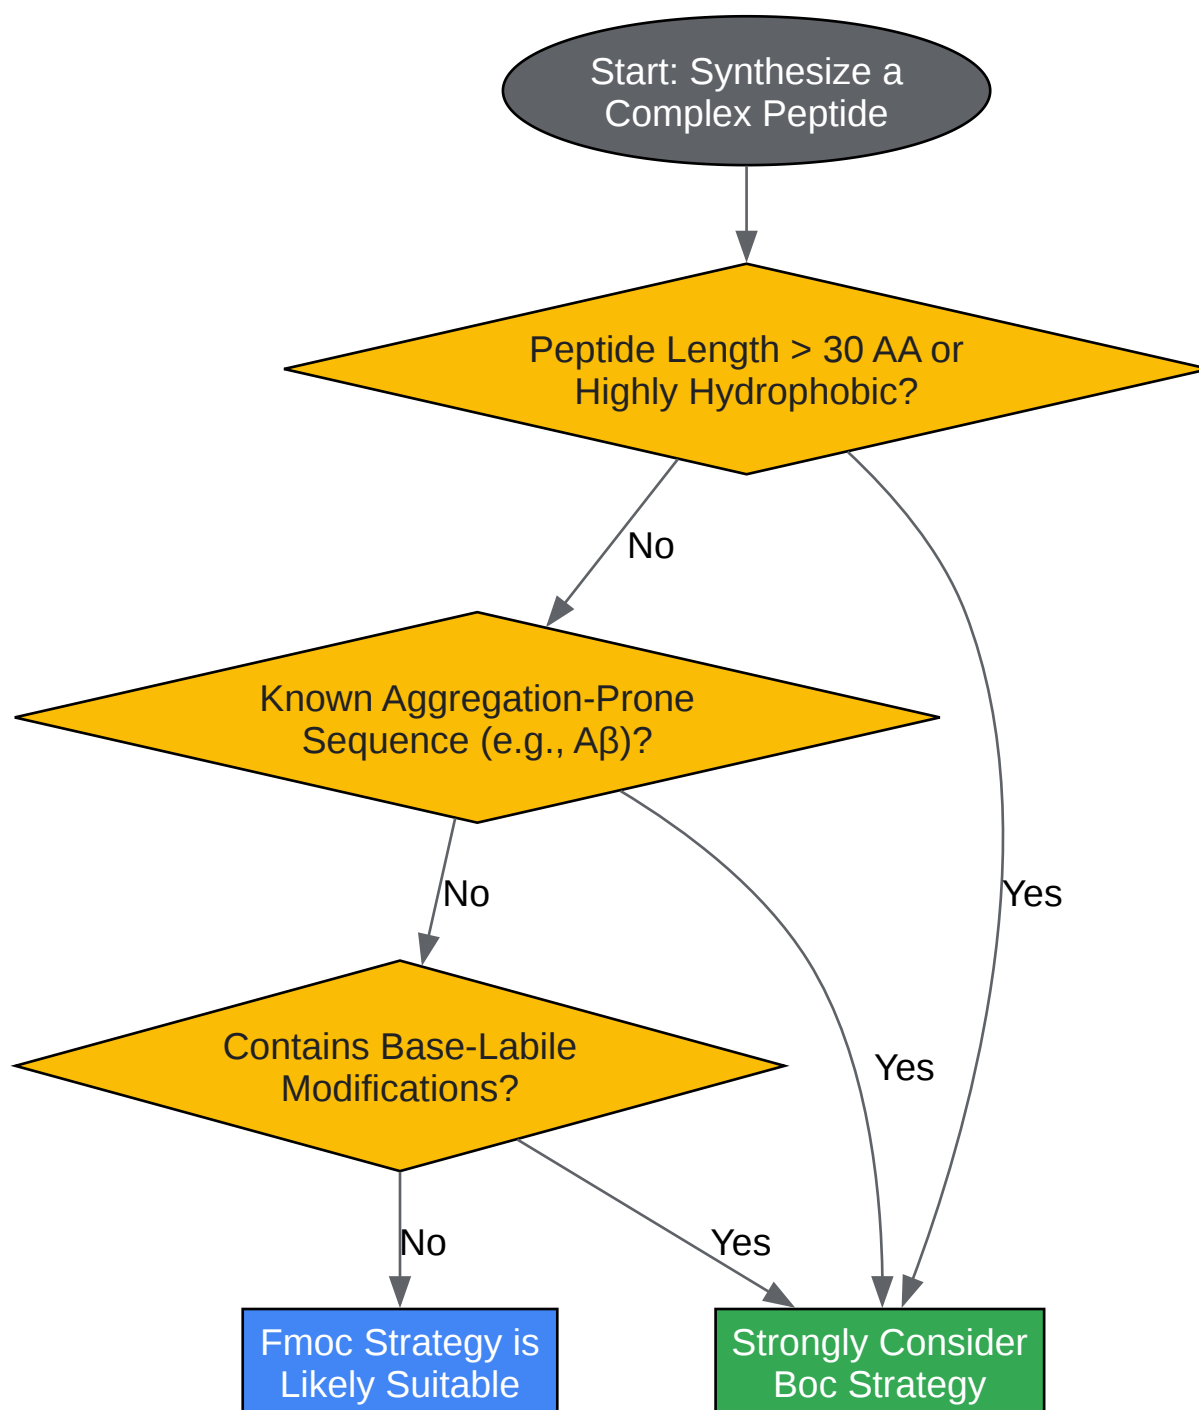 Start: Synthesize a
Complex Peptide
Peptide Length > 30 AA or
Highly Hydrophobic?
No
Known Aggregation-Prone
Sequence (e.g., Aβ)?
No
Yes
Contains Base-Labile
Modifications?
Yes
No
Yes
Fmoc Strategy is
Likely Suitable
Strongly Consider
Boc Strategy